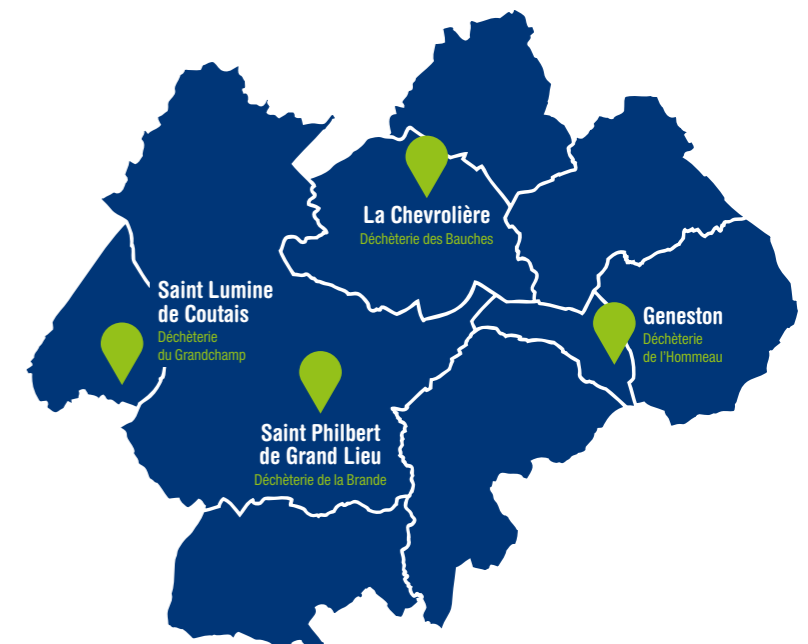 La Chevrolière
Déchèterie des Bauches
Saint Lumine
de Coutais
Déchèterie
du Grandchamp
Geneston
Déchèterie
de l'Hommeau
Saint Philbert
de Grand Lieu
Déchèterie de la Brande